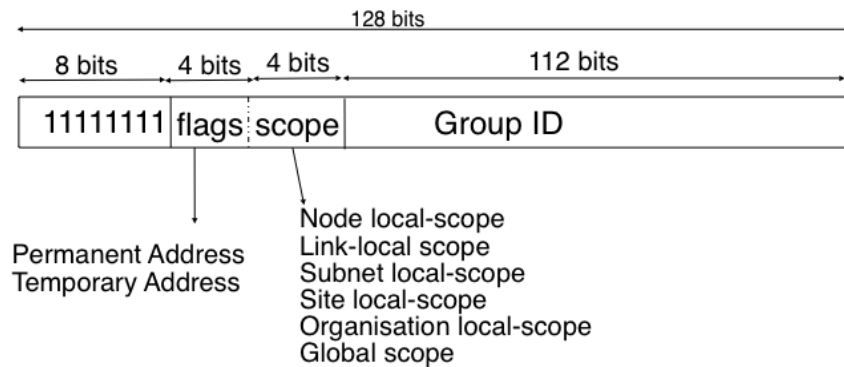 128 bits
8 bits 4 bits 4 bits 112 bits
11111111 flags scope Group ID
Permanent Address
Temporary Address
Node local-scope
Link-local scope
Subnet local-scope
Site local-scope
Organisation local-scope
Global scope